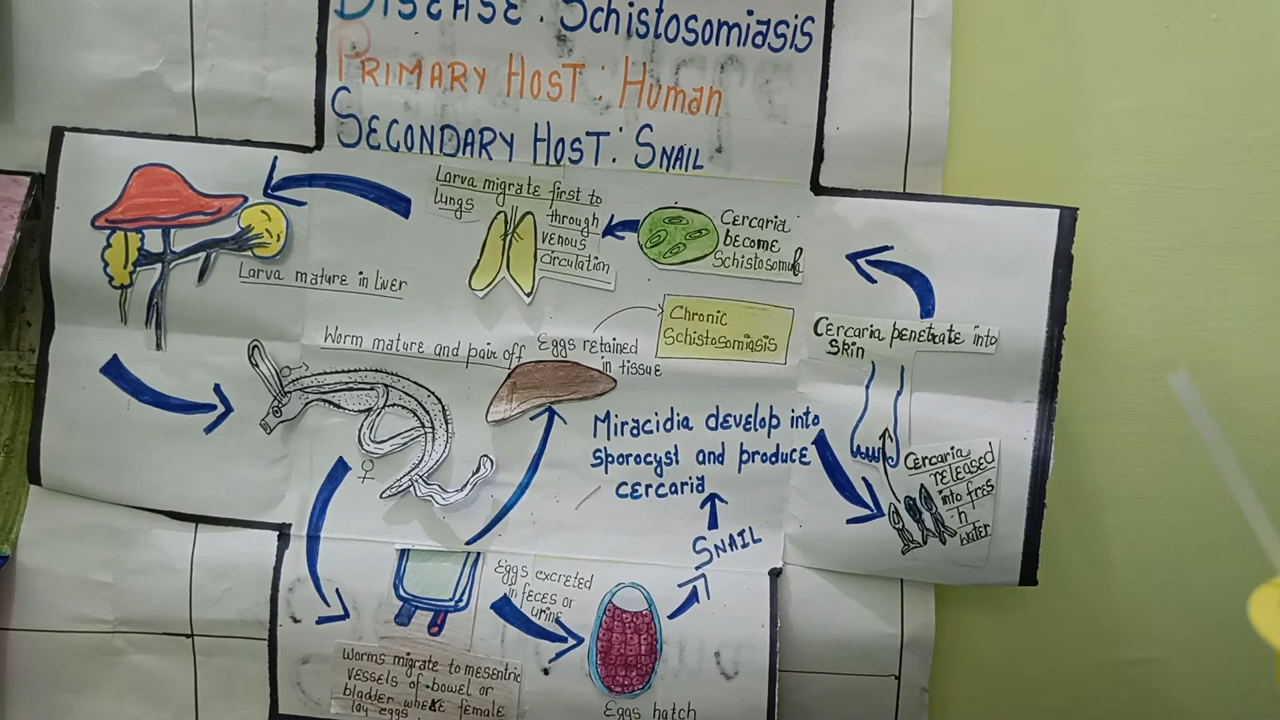 DISEASE: Schistosomiasis
PRIMARY HOST: Human
SECONDARY HOST: SNAIL
Larva migrate first to
lungs
through
venous
circulation
Cercaria
become
Schistosomula
Larva mature in liver
Cercaria penetrate into
skin
Chronic
Schistosomiasis
Worm mature and pair off
Eggs retained
in tissue
Miracidia develop into
sporocyst and produce
cercaria
Cercaria
released
into fres
h
water
SNAIL
Eggs excreted
in feces or
urine
Worms migrate to mesentric
vessels of bowel or
bladder where female
lay eggs
Eggs hatch